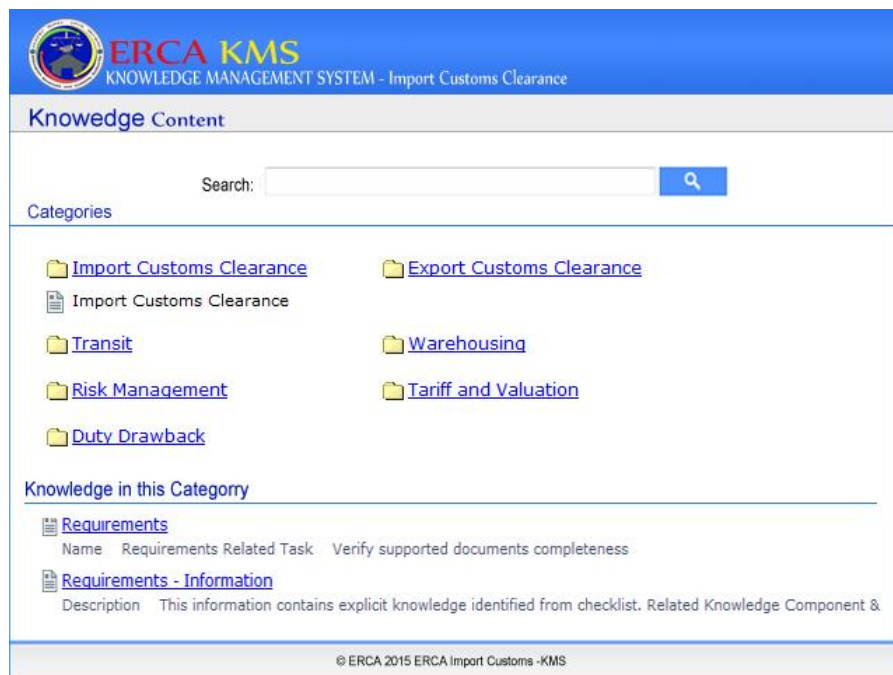 ERCA KMS
KNOWLEDGE MANAGEMENT SYSTEM - Import Customs Clearance
Knowedge Content
Search:
Categories
Import Customs Clearance
Export Customs Clearance
Import Customs Clearance
Transit
Warehousing
Risk Management
Tariff and Valuation
Duty Drawback
Knowledge in this Categorry
Requirements
Name Requirements Related Task Verify supported documents completeness
Requirements - Information
Description This information contains explicit knowledge identified from checklist. Related Knowledge Component &
© ERCA 2015 ERCA Import Customs -KMS